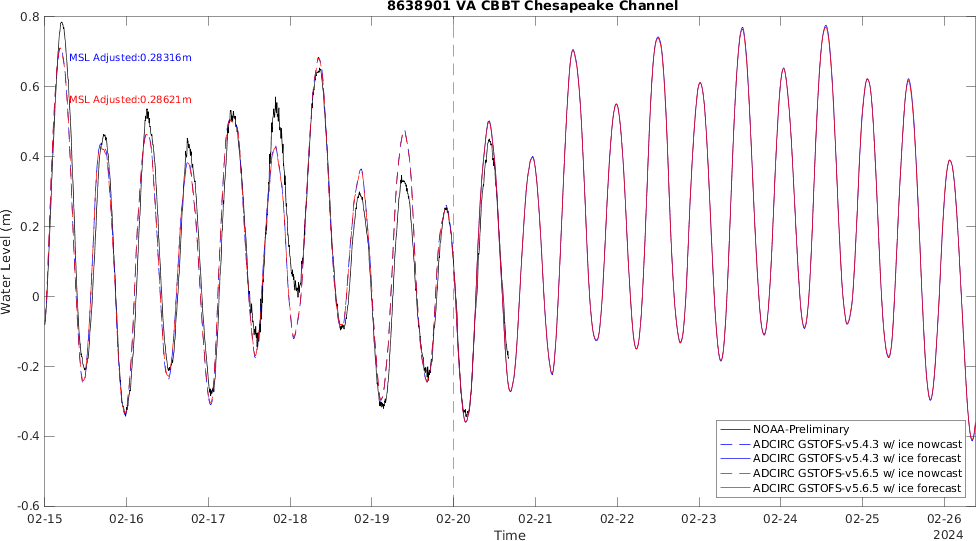 8638901 VA CBBT Chesapeake Channel
0.8
0.6
0.4
0.2
0
-0.2
-0.4
-0.6
Water Level (m)
MSL Adjusted:0.28316m
MSL Adjusted:0.28621m
NOAA-Preliminary
ADCIRC GSTOFS-v5.4.3 w/ ice nowcast
ADCIRC GSTOFS-v5.4.3 w/ ice forecast
ADCIRC GSTOFS-v5.6.5 w/ ice nowcast
ADCIRC GSTOFS-v5.6.5 w/ ice forecast
02-15 02-16 02-17 02-18 02-19 02-20 02-21 02-22 02-23 02-24 02-25 02-26
Time
2024